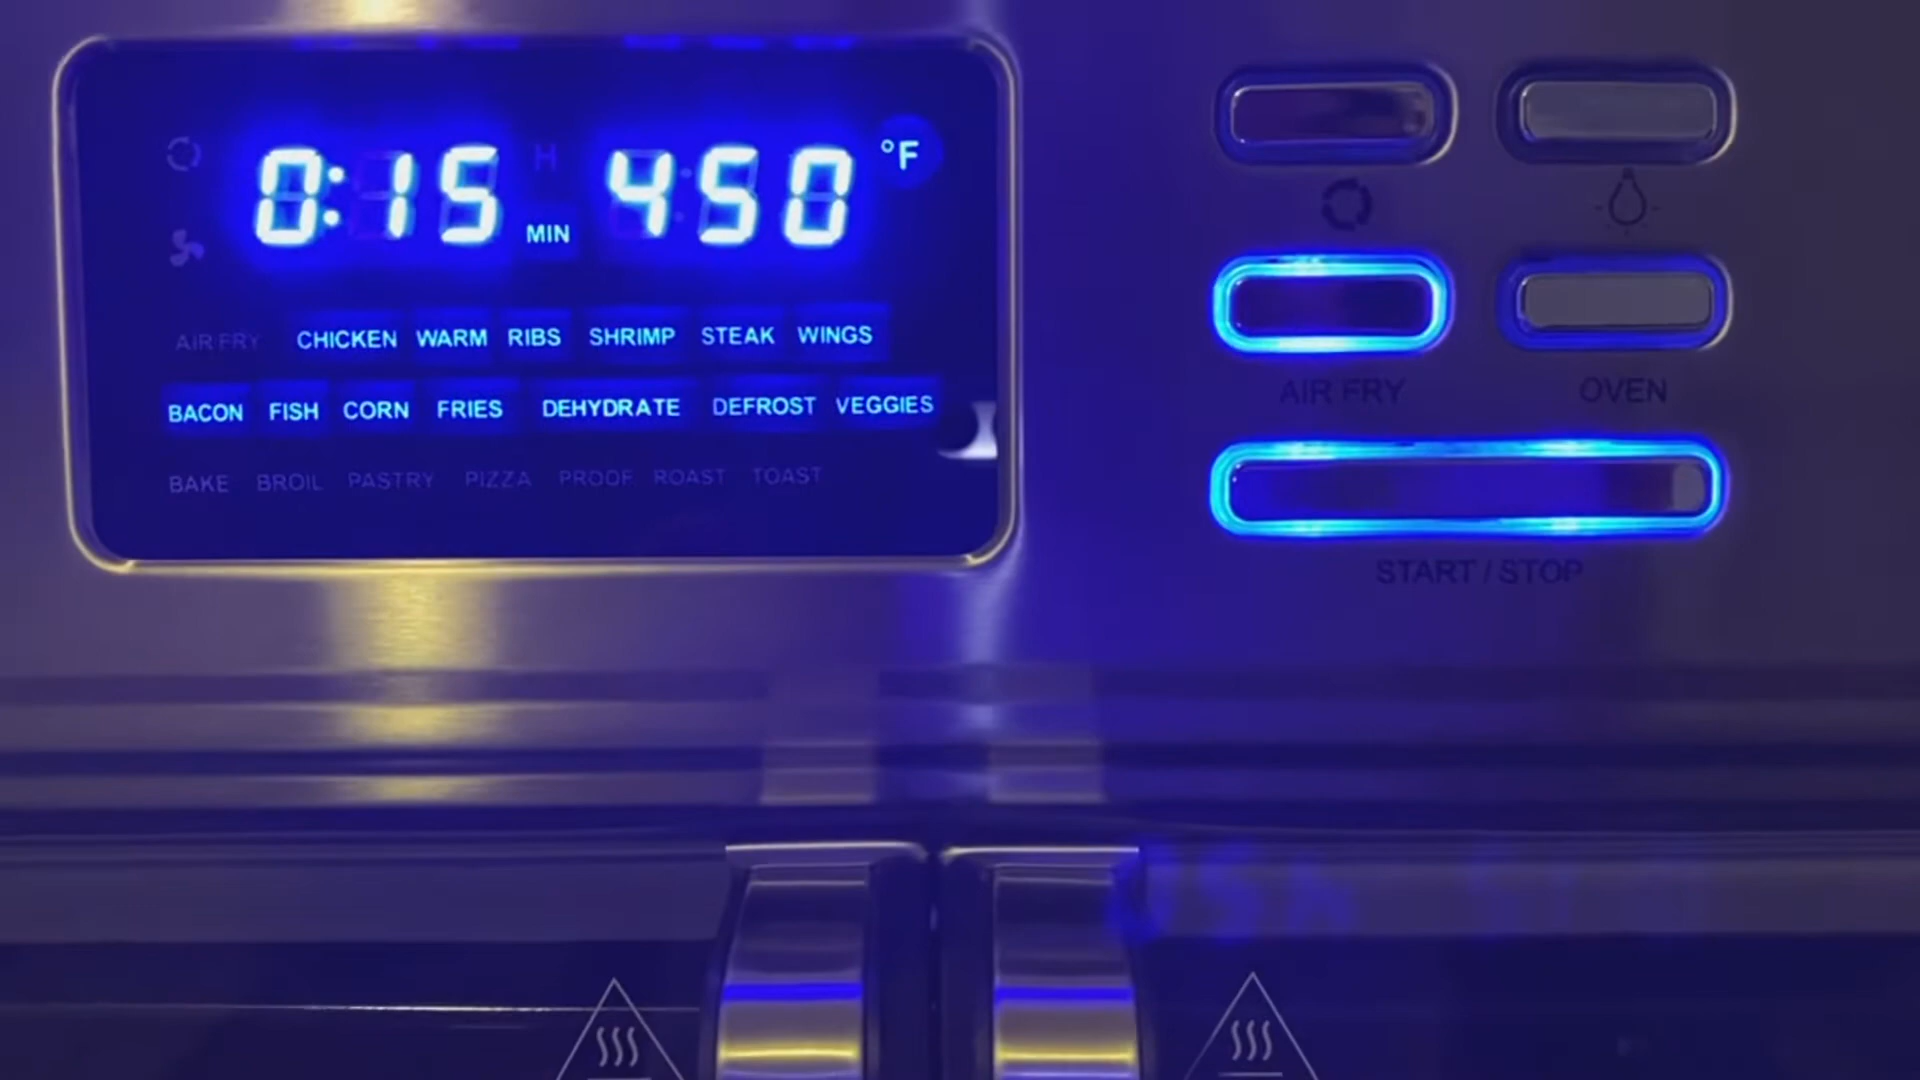 0:15 H MIN 450 °F
AIR FRY CHICKEN WARM RIBS SHRIMP STEAK WINGS
BACON FISH CORN FRIES DEHYDRATE DEFROST VEGGIES
BAKE BROIL PASTRY PIZZA PROOF ROAST TOAST
AIR FRY OVEN
START / STOP